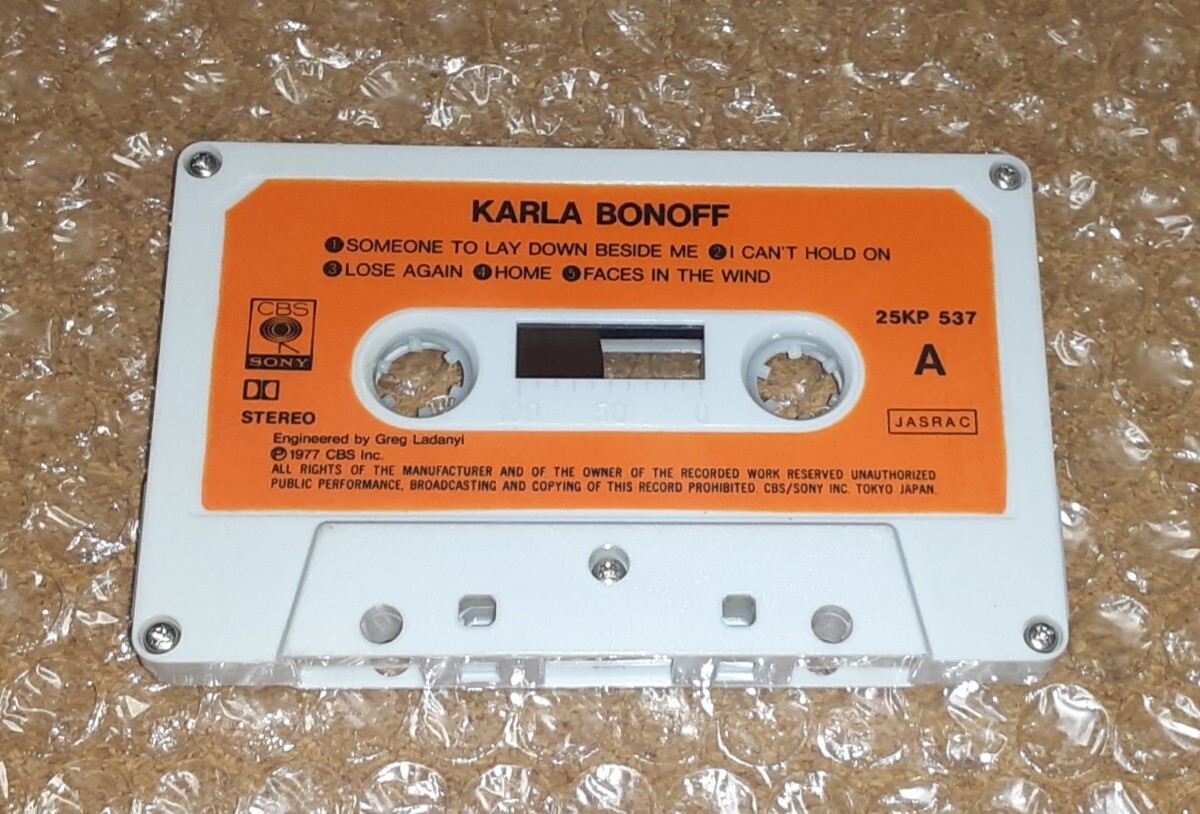 KARLA BONOFF
❶SOMEONE TO LAY DOWN BESIDE ME ❷I CAN'T HOLD ON
❸LOSE AGAIN ❹HOME ❺FACES IN THE WIND
CBS
SONY
25KP 537
A
STEREO
JASRAC
100 50 0
Engineered by Greg Ladanyi
Ⓟ1977 CBS Inc.
ALL RIGHTS OF THE MANUFACTURER AND OF THE OWNER OF THE RECORDED WORK RESERVED UNAUTHORIZED
PUBLIC PERFORMANCE, BROADCASTING AND COPYING OF THIS RECORD PROHIBITED. CBS/SONY INC. TOKYO JAPAN.